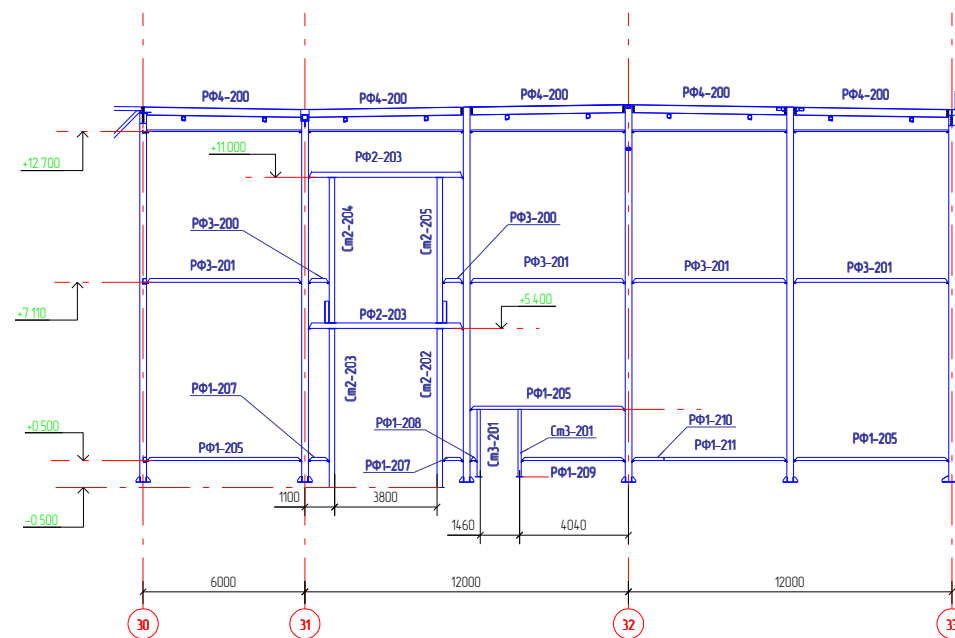 РФ4-200
РФ4-200
РФ4-200
РФ4-200
РФ4-200
+12.700
+11.000
РФ2-203
РФ3-200
Ст2-204
Ст2-205
РФ3-200
РФ3-201
РФ3-201
РФ3-201
РФ3-201
+7.110
+5.400
РФ2-203
Ст2-203
Ст2-202
РФ1-207
РФ1-205
+0.500
РФ1-208
Ст3-201
Ст3-201
РФ1-210
РФ1-205
РФ1-207
РФ1-209
РФ1-211
РФ1-205
-0.500
1100
3800
1460
4040
6000
12000
12000
30
31
32
33